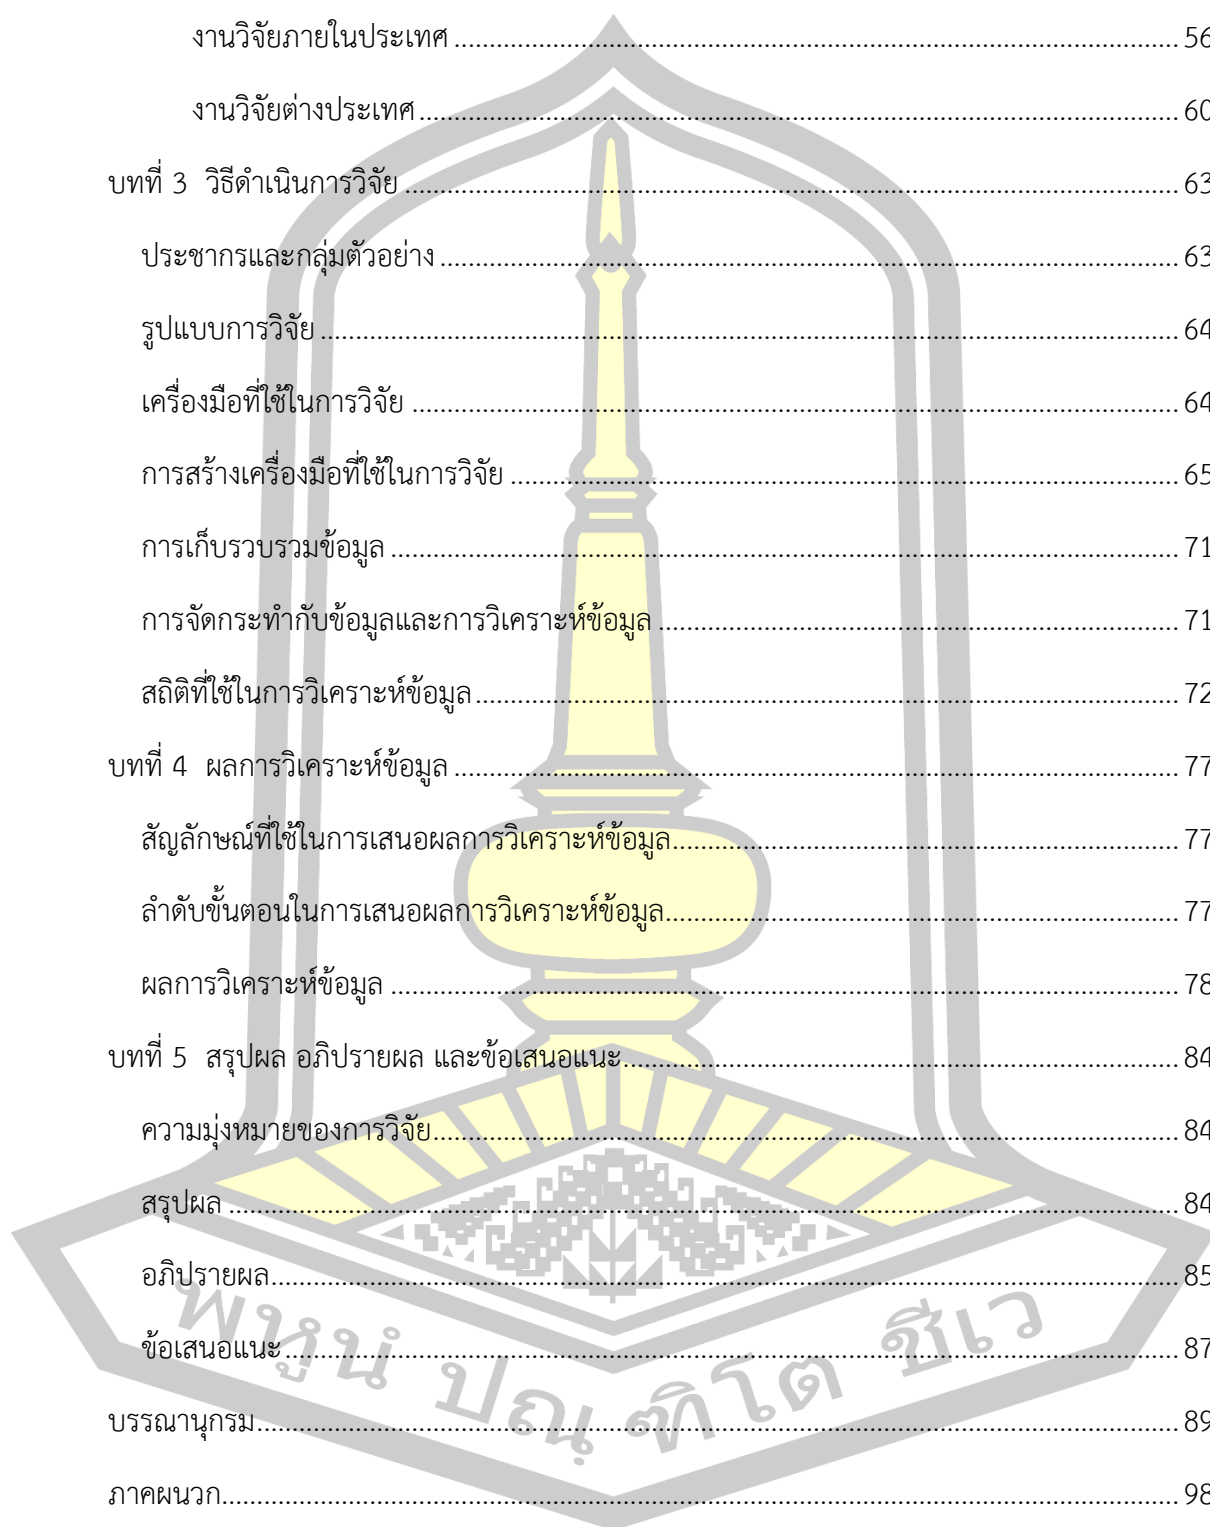 งานวิจัยภายในประเทศ ........ 56
งานวิจัยต่างประเทศ ........ 60
บทที่ 3 วิธีดำเนินการวิจัย ........ 63
ประชากรและกลุ่มตัวอย่าง ........ 63
รูปแบบการวิจัย ........ 64
เครื่องมือที่ใช้ในการวิจัย ........ 64
การสร้างเครื่องมือที่ใช้ในการวิจัย ........ 65
การเก็บรวบรวมข้อมูล ........ 71
การจัดกระทำกับข้อมูลและการวิเคราะห์ข้อมูล ........ 71
สถิติที่ใช้ในการวิเคราะห์ข้อมูล ........ 72
บทที่ 4 ผลการวิเคราะห์ข้อมูล ........ 77
สัญลักษณ์ที่ใช้ในการเสนอผลการวิเคราะห์ข้อมูล ........ 77
ลำดับขั้นตอนในการเสนอผลการวิเคราะห์ข้อมูล ........ 77
ผลการวิเคราะห์ข้อมูล ........ 78
บทที่ 5 สรุปผล อภิปรายผล และข้อเสนอแนะ ........ 84
ความมุ่งหมายของการวิจัย ........ 84
สรุปผล ........ 84
อภิปรายผล ........ 85
ข้อเสนอแนะ ........ 87
บรรณานุกรม ........ 89
ภาคผนวก ........ 98
พหูนํ ปณฺฑิโต ชีเว